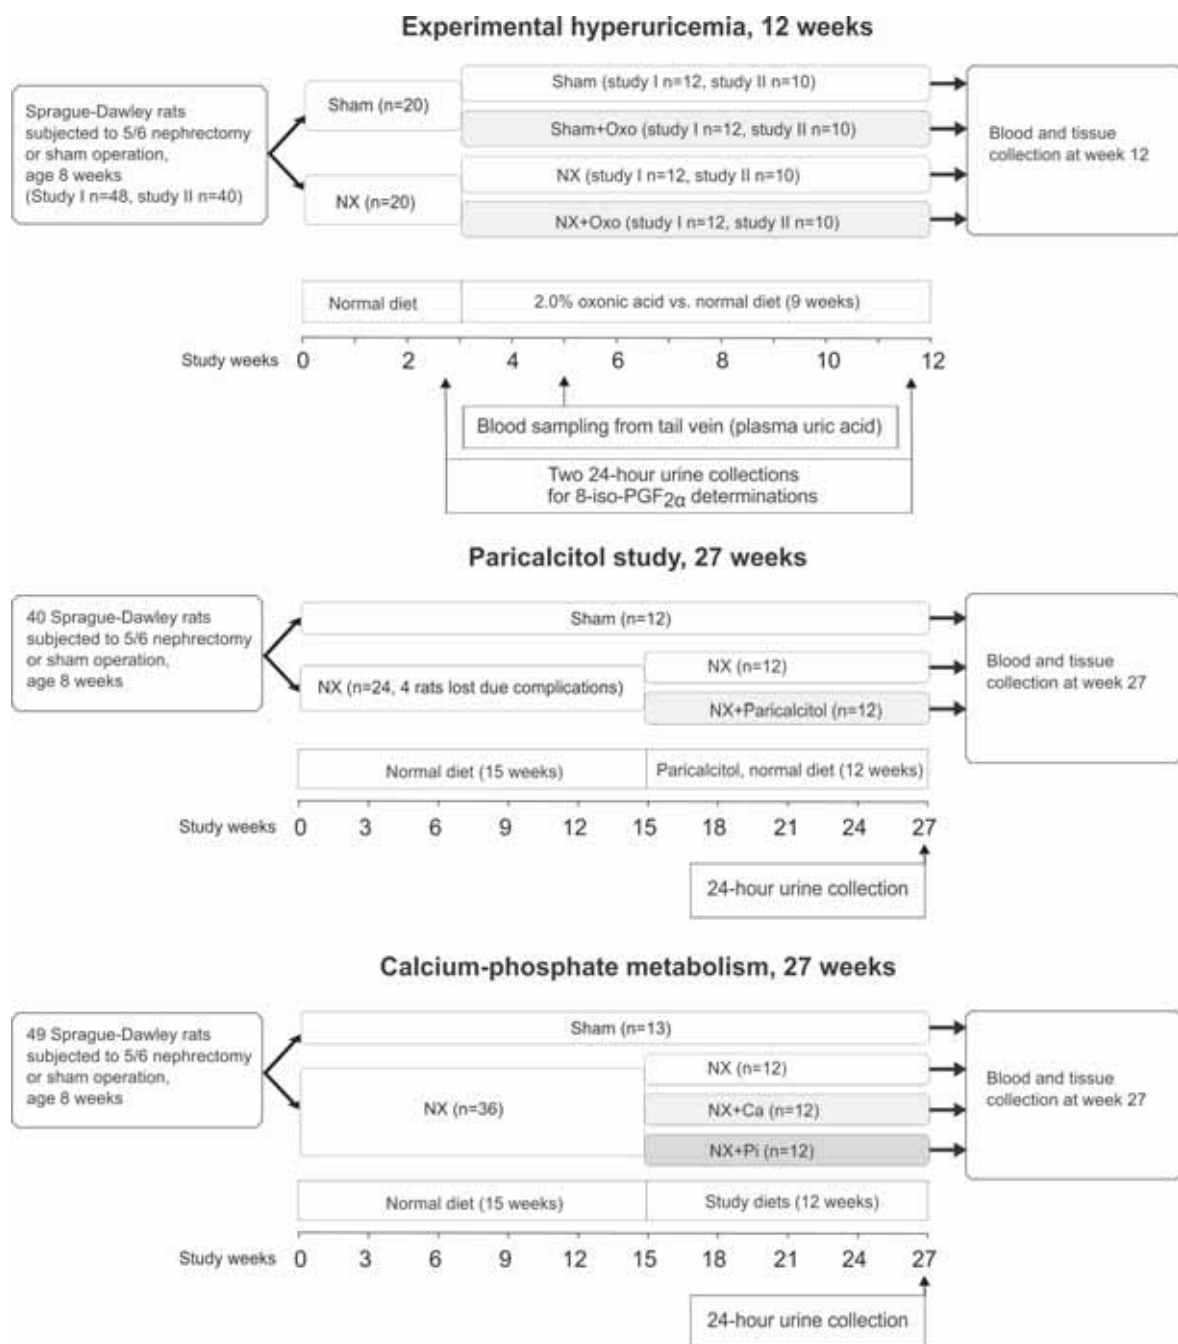 Experimental hyperuricemia, 12 weeks
Sprague-Dawley rats
subjected to 5/6 nephrectomy
or sham operation,
age 8 weeks
(Study I n=48, study II n=40)
Sham (n=20)
NX (n=20)
Sham (study I n=12, study II n=10)
Sham+Oxo (study I n=12, study II n=10)
NX (study I n=12, study II n=10)
NX+Oxo (study I n=12, study II n=10)
Blood and tissue
collection at week 12
Normal diet
2.0% oxonic acid vs. normal diet (9 weeks)
Study weeks 0 2 4 6 8 10 12
Blood sampling from tail vein (plasma uric acid)
Two 24-hour urine collections
for 8-iso-PGF2α determinations
Paricalcitol study, 27 weeks
40 Sprague-Dawley rats
subjected to 5/6 nephrectomy
or sham operation,
age 8 weeks
Sham (n=12)
NX (n=24, 4 rats lost due complications)
NX (n=12)
NX+Paricalcitol (n=12)
Blood and tissue
collection at week 27
Normal diet (15 weeks)
Paricalcitol, normal diet (12 weeks)
Study weeks 0 3 6 9 12 15 18 21 24 27
24-hour urine collection
Calcium-phosphate metabolism, 27 weeks
49 Sprague-Dawley rats
subjected to 5/6 nephrectomy
or sham operation,
age 8 weeks
Sham (n=13)
NX (n=36)
NX (n=12)
NX+Ca (n=12)
NX+Pi (n=12)
Blood and tissue
collection at week 27
Normal diet (15 weeks)
Study diets (12 weeks)
Study weeks 0 3 6 9 12 15 18 21 24 27
24-hour urine collection